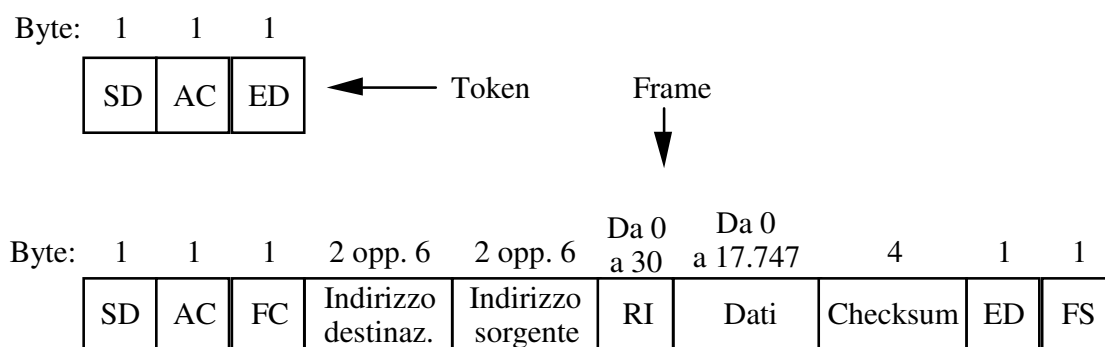 Byte: 1 1 1
SD AC ED
Token
Frame
Byte: 1 1 1 2 opp. 6 2 opp. 6 Da 0 a 30 Da 0 a 17.747 4 1 1
SD AC FC Indirizzo destinaz. Indirizzo sorgente RI Dati Checksum ED FS